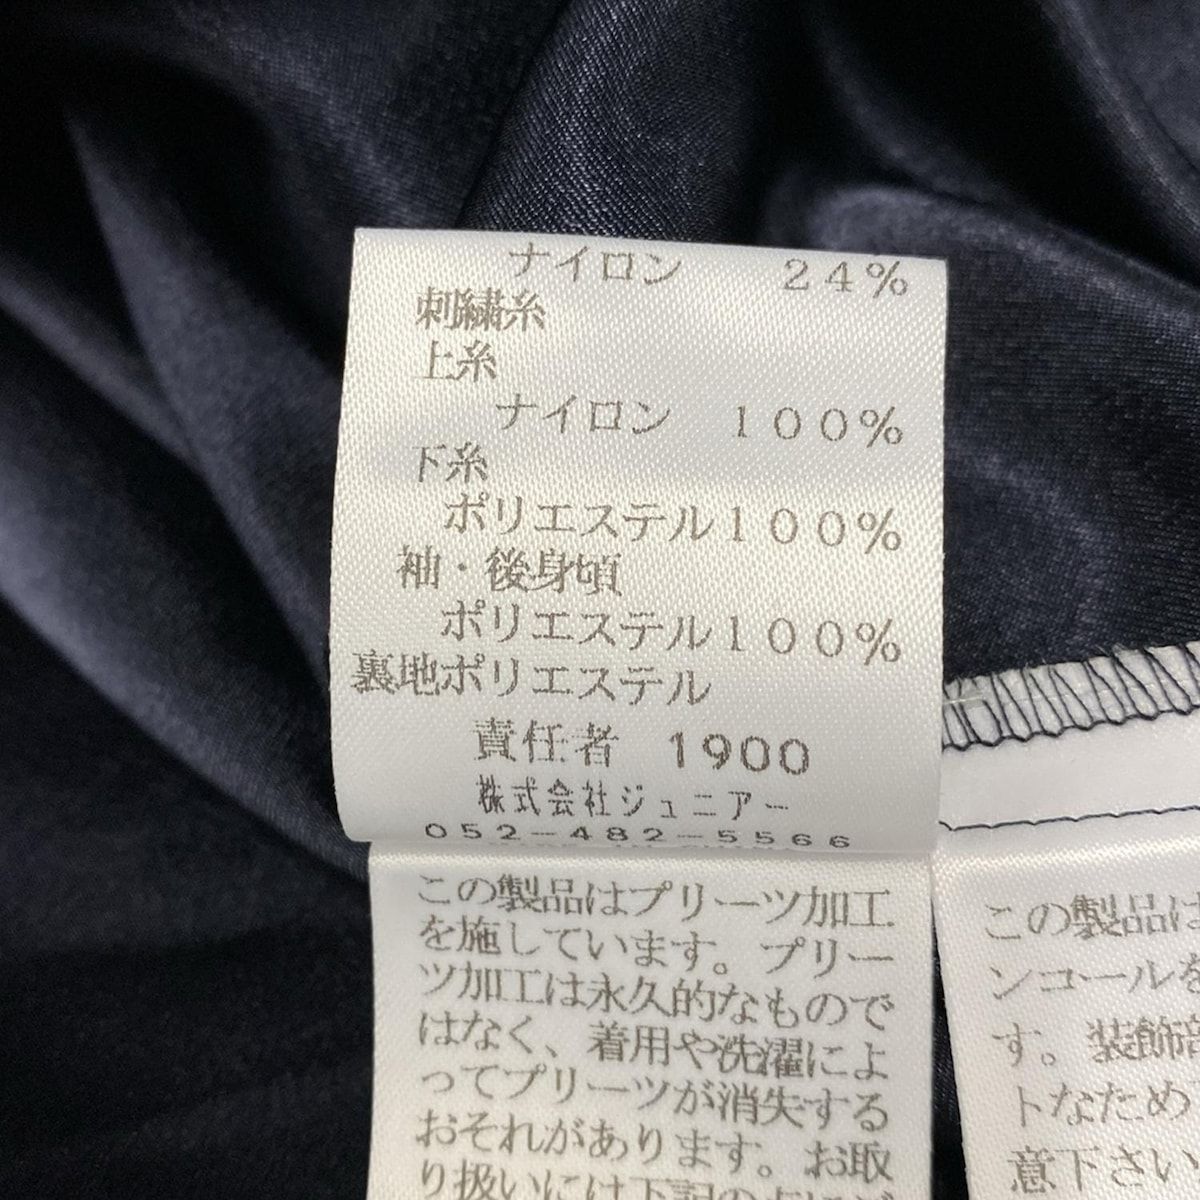 ナイロン　24%
刺繍糸
上糸
ナイロン　100%
下糸
ポリエステル100%
袖・後身頃
ポリエステル100%
裏地ポリエステル
責任者　1900
株式会社ジュニアー
052-482-5566
この製品はプリーツ加工
を施しています。プリー
ツ加工は永久的なもので
はなく、着用や洗濯によ
ってプリーツが消失する
おそれがあります。お取
り扱いには下記の点に
この製品は
ンコールを
す。装飾部
トなため
意下さい